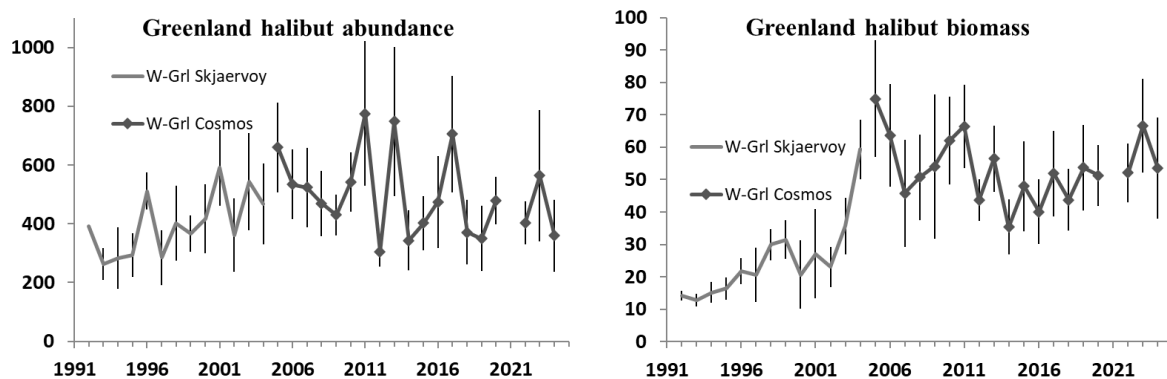 Greenland halibut abundance
1000
800
600
400
200
0
W-Grl Skjaervoy
W-Grl Cosmos
1991 1996 2001 2006 2011 2016 2021
Greenland halibut biomass
100
90
80
70
60
50
40
30
20
10
0
W-Grl Skjaervoy
W-Grl Cosmos
1991 1996 2001 2006 2011 2016 2021